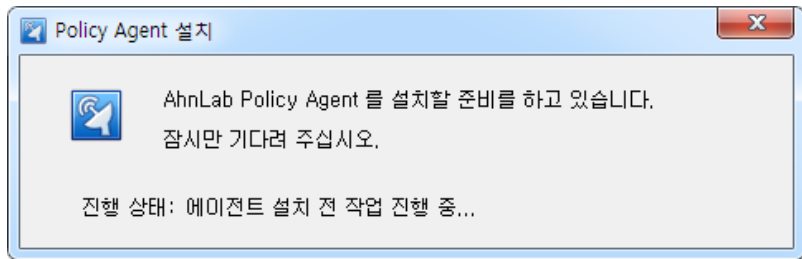 Policy Agent 설치
AhnLab Policy Agent 를 설치할 준비를 하고 있습니다.
잠시만 기다려 주십시오.
진행 상태: 에이전트 설치 전 작업 진행 중...